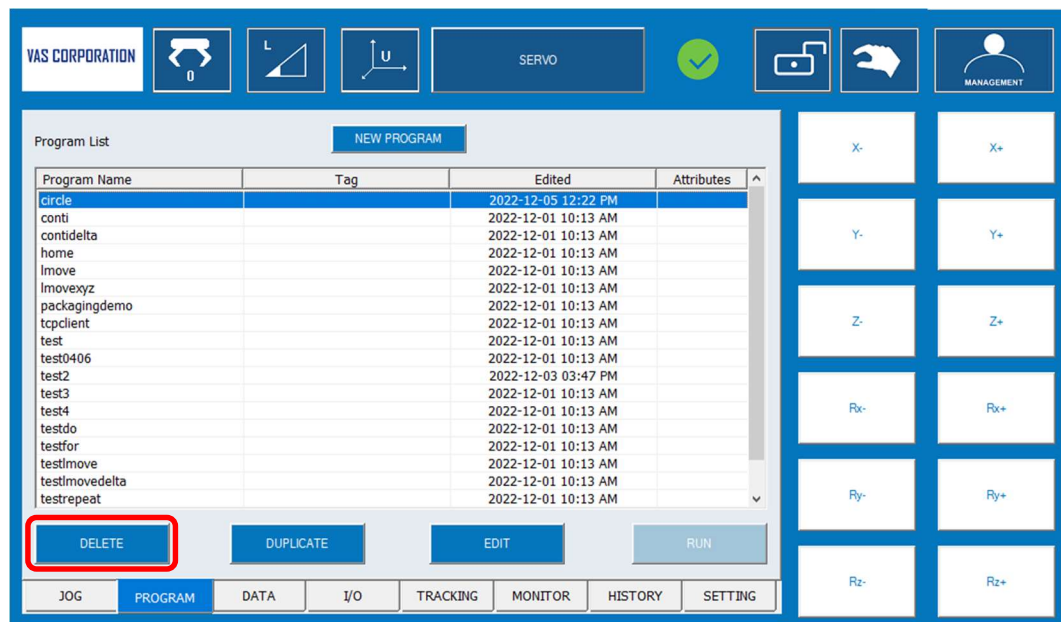 VAS CORPORATION
0
L
U
SERVO
MANAGEMENT
Program List
NEW PROGRAM
Program Name Tag Edited Attributes
circle 2022-12-05 12:22 PM
conti 2022-12-01 10:13 AM
contidelta 2022-12-01 10:13 AM
home 2022-12-01 10:13 AM
lmove 2022-12-01 10:13 AM
lmovexyz 2022-12-01 10:13 AM
packagingdemo 2022-12-01 10:13 AM
tcpclient 2022-12-01 10:13 AM
test 2022-12-01 10:13 AM
test0406 2022-12-01 10:13 AM
test2 2022-12-03 03:47 PM
test3 2022-12-01 10:13 AM
test4 2022-12-01 10:13 AM
testdo 2022-12-01 10:13 AM
testfor 2022-12-01 10:13 AM
testlmove 2022-12-01 10:13 AM
testlmovedelta 2022-12-01 10:13 AM
testrepeat 2022-12-01 10:13 AM
DELETE DUPLICATE EDIT RUN
JOG PROGRAM DATA I/O TRACKING MONITOR HISTORY SETTING
X- X+
Y- Y+
Z- Z+
Rx- Rx+
Ry- Ry+
Rz- Rz+